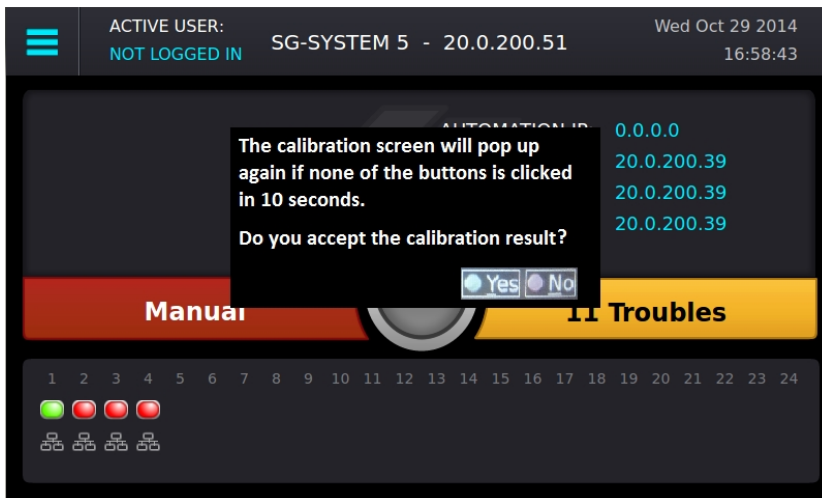 ACTIVE USER:
NOT LOGGED IN
SG-SYSTEM 5 - 20.0.200.51
Wed Oct 29 2014
16:58:43
AUTOMATION IP: 0.0.0.0
20.0.200.39
20.0.200.39
20.0.200.39
The calibration screen will pop up
again if none of the buttons is clicked
in 10 seconds.
Do you accept the calibration result?
Yes No
Manual
11 Troubles
1 2 3 4 5 6 7 8 9 10 11 12 13 14 15 16 17 18 19 20 21 22 23 24